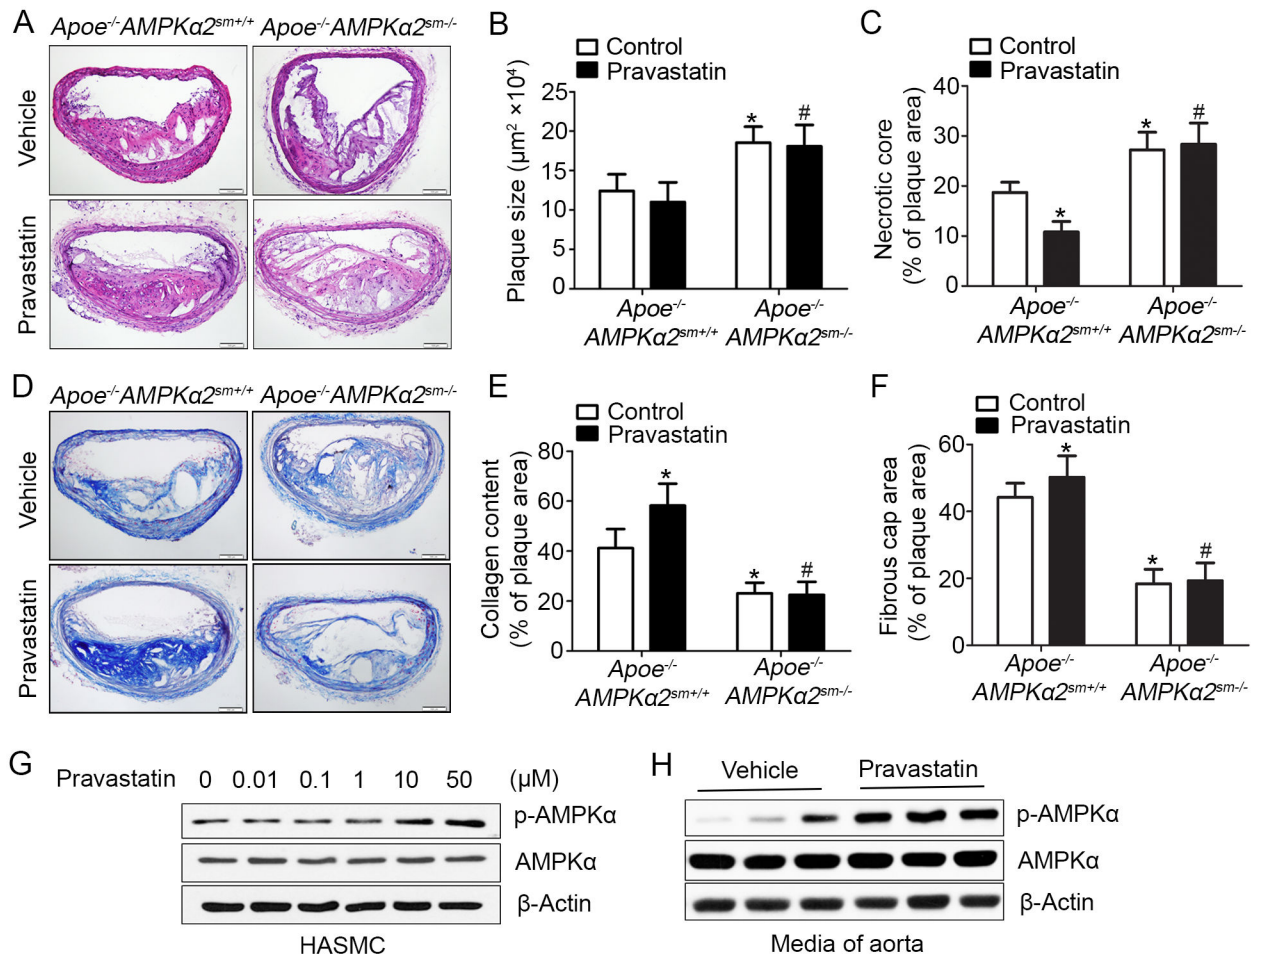 A
Apoe-/-AMPKα2sm+/+ Apoe-/-AMPKα2sm-/-
Vehicle
Pravastatin
B
Control
Pravastatin
Plaque size (µm² ×10⁴)
25
20
15
10
5
0
* #
Apoe-/- Apoe-/-
AMPKα2sm+/+ AMPKα2sm-/-
C
Control
Pravastatin
Necrotic core
(% of plaque area)
40
30
20
10
0
* * #
Apoe-/- Apoe-/-
AMPKα2sm+/+ AMPKα2sm-/-
D
Apoe-/-AMPKα2sm+/+ Apoe-/-AMPKα2sm-/-
Vehicle
Pravastatin
E
Control
Pravastatin
Collagen content
(% of plaque area)
80
60
40
20
0
* * #
Apoe-/- Apoe-/-
AMPKα2sm+/+ AMPKα2sm-/-
F
Control
Pravastatin
Fibrous cap area
(% of plaque area)
60
40
20
0
* * #
Apoe-/- Apoe-/-
AMPKα2sm+/+ AMPKα2sm-/-
G
Pravastatin 0 0.01 0.1 1 10 50 (µM)
p-AMPKα
AMPKα
β-Actin
HASMC
H
Vehicle Pravastatin
p-AMPKα
AMPKα
β-Actin
Media of aorta